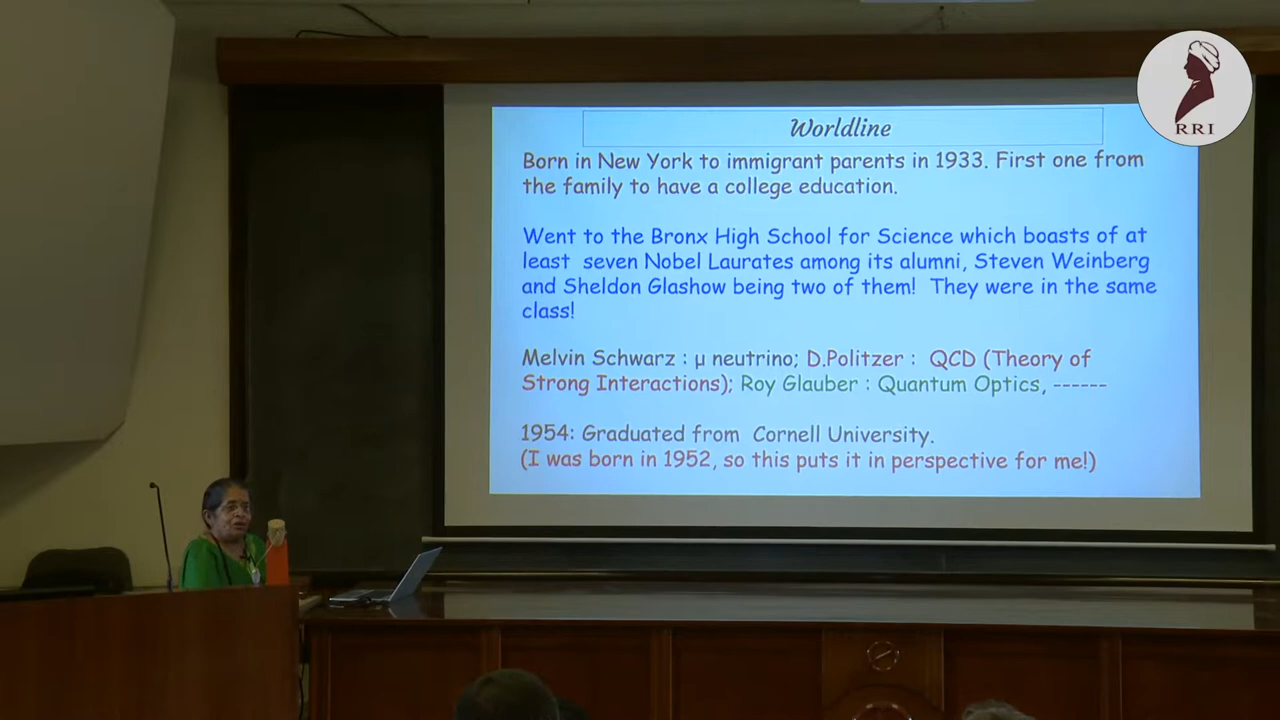 RRI
Worldline
Born in New York to immigrant parents in 1933. First one from
the family to have a college education.
Went to the Bronx High School for Science which boasts of at
least seven Nobel Laurates among its alumni, Steven Weinberg
and Sheldon Glashow being two of them! They were in the same
class!
Melvin Schwarz : μ neutrino; D.Politzer : QCD (Theory of
Strong Interactions); Roy Glauber : Quantum Optics, ------
1954: Graduated from Cornell University.
(I was born in 1952, so this puts it in perspective for me!)